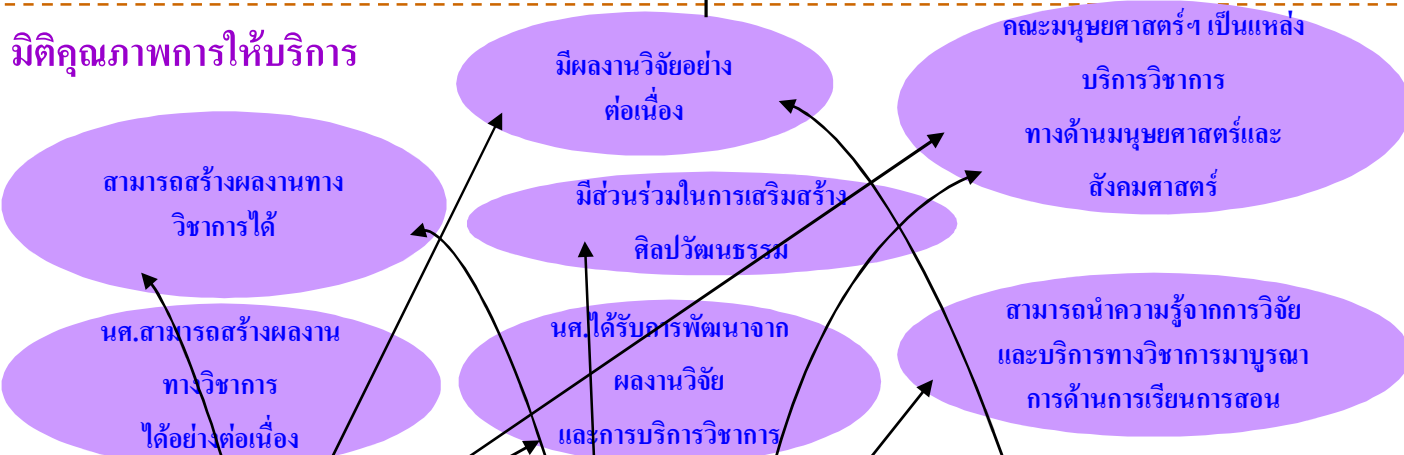 มิติคุณภาพการให้บริการ
มีผลงานวิจัยอย่าง
ต่อเนื่อง
คณะมนุษยศาสตร์ฯ เป็นแหล่ง
บริการวิชาการ
ทางด้านมนุษยศาสตร์และ
สังคมศาสตร์
สามารถสร้างผลงานทาง
วิชาการได้
มีส่วนร่วมในการเสริมสร้าง
ศิลปวัฒนธรรม
นศ.สามารถสร้างผลงาน
ทางวิชาการ
ได้อย่างต่อเนื่อง
นศ.ได้รับการพัฒนาจาก
ผลงานวิจัย
และการบริการวิชาการ
สามารถนำความรู้จากการวิจัย
และบริการทางวิชาการมาบูรณา
การด้านการเรียนการสอน